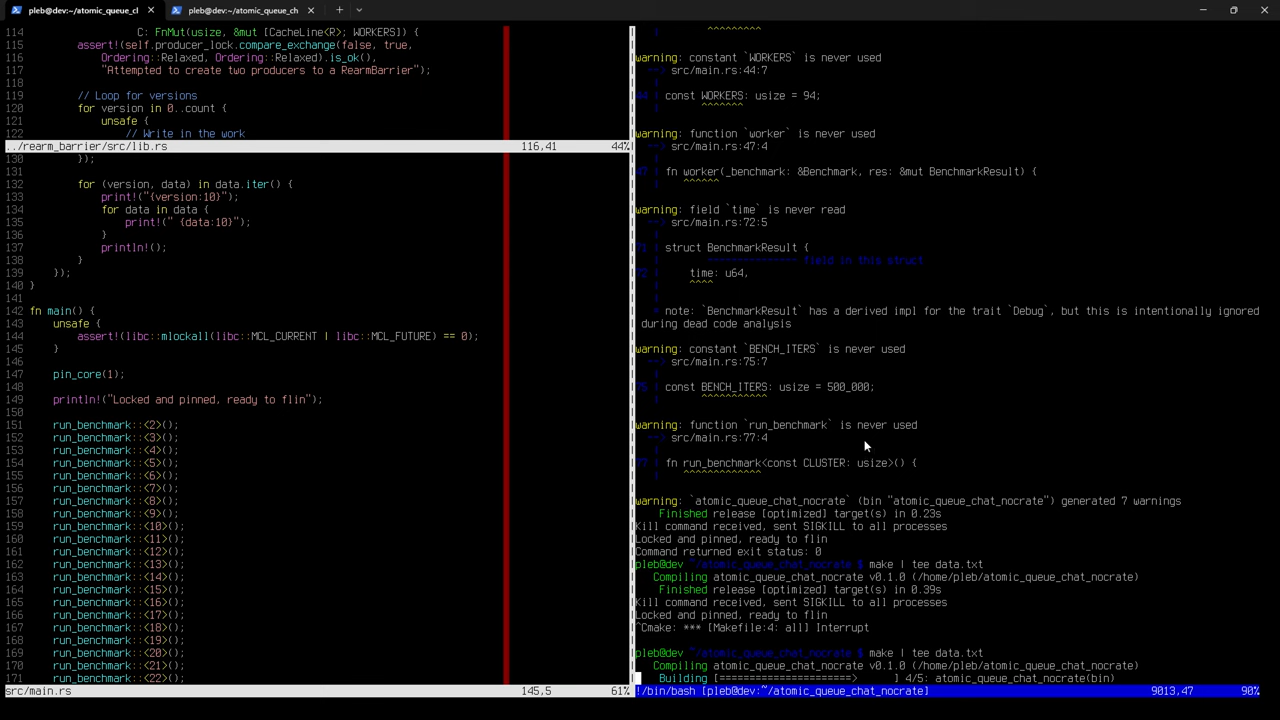 pleb@dev:~/atomic_queue_ch
pleb@dev:~/atomic_queue_ch
114                  C: FnMut(usize, &mut [CacheLine<R>; WORKERS]) {
115         assert!(self.producer_lock.compare_exchange(false, true,
116             Ordering::Relaxed, Ordering::Relaxed).is_ok(),
117             "Attempted to create two producers to a RearmBarrier");
118
119         // Loop for versions
120         for version in 0..count {
121             unsafe {
122                 // Write in the work
../rearm_barrier/src/lib.rs 116,41 44%
130         });
131
132         for (version, data) in data.iter() {
133             print!("{version:10}");
134             for data in data {
135                 print!(" {data:10}");
136             }
137             println!();
138         }
139     });
140 }
141
142 fn main() {
143     unsafe {
144         assert!(libc::mlockall(libc::MCL_CURRENT | libc::MCL_FUTURE) == 0);
145     }
146
147     pin_core(1);
148
149     println!("Locked and pinned, ready to flin");
150
151     run_benchmark::<2>();
152     run_benchmark::<3>();
153     run_benchmark::<4>();
154     run_benchmark::<5>();
155     run_benchmark::<6>();
156     run_benchmark::<7>();
157     run_benchmark::<8>();
158     run_benchmark::<9>();
159     run_benchmark::<10>();
160     run_benchmark::<11>();
161     run_benchmark::<12>();
162     run_benchmark::<13>();
163     run_benchmark::<14>();
164     run_benchmark::<15>();
165     run_benchmark::<16>();
166     run_benchmark::<17>();
167     run_benchmark::<18>();
168     run_benchmark::<19>();
169     run_benchmark::<20>();
170     run_benchmark::<21>();
171     run_benchmark::<22>();
src/main.rs 145,5 61%
^^^^^^^^^
warning: constant `WORKERS` is never used
--> src/main.rs:44:7
|
44 | const WORKERS: usize = 94;
^^^^^^^
warning: function `worker` is never used
--> src/main.rs:47:4
|
47 | fn worker(_benchmark: &Benchmark, res: &mut BenchmarkResult) {
^^^^^^
warning: field `time` is never read
--> src/main.rs:72:5
|
71 | struct BenchmarkResult {
| --------------- field in this struct
72 |     time: u64,
^^^^
|
= note: `BenchmarkResult` has a derived impl for the trait `Debug`, but this is intentionally ignored
during dead code analysis
warning: constant `BENCH_ITERS` is never used
--> src/main.rs:75:7
|
75 | const BENCH_ITERS: usize = 500_000;
^^^^^^^^^^^
warning: function `run_benchmark` is never used
--> src/main.rs:77:4
|
77 | fn run_benchmark<const CLUSTER: usize>() {
^^^^^^^^^^^^^
warning: `atomic_queue_chat_nocrate` (bin "atomic_queue_chat_nocrate") generated 7 warnings
Finished release [optimized] target(s) in 0.23s
Kill command received, sent SIGKILL to all processes
Locked and pinned, ready to flin
Command returned exit status: 0
pleb@dev ~/atomic_queue_chat_nocrate $ make | tee data.txt
Compiling atomic_queue_chat_nocrate v0.1.0 (/home/pleb/atomic_queue_chat_nocrate)
Finished release [optimized] target(s) in 0.39s
Kill command received, sent SIGKILL to all processes
Locked and pinned, ready to flin
^Cmake: *** [Makefile:4: all] Interrupt
pleb@dev ~/atomic_queue_chat_nocrate $ make | tee data.txt
Compiling atomic_queue_chat_nocrate v0.1.0 (/home/pleb/atomic_queue_chat_nocrate)
Building [======================> ] 4/5: atomic_queue_chat_nocrate(bin)
!/bin/bash [pleb@dev:~/atomic_queue_chat_nocrate] 9013,47 90%